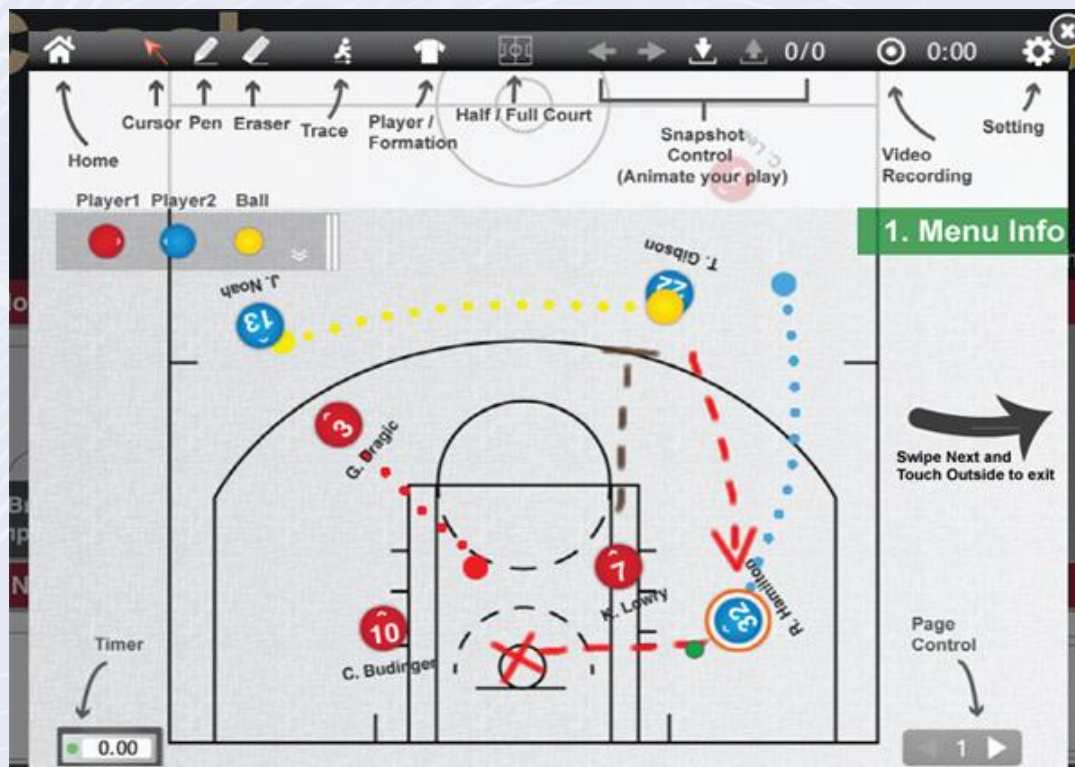 0/0
0:00
Cursor Pen Eraser Trace
Player /
Formation
Half / Full Court
Snapshot
Control
(Animate your play)
Video
Recording
Setting
Home
Player1 Player2 Ball
1. Menu Info
J. Noah
13
T. Gibson
22
3
G. Dragic
Swipe Next and
Touch Outside to exit
7
K. Lowry
32
R. Hamilton
10
C. Budinger
Timer
Page
Control
0.00
1